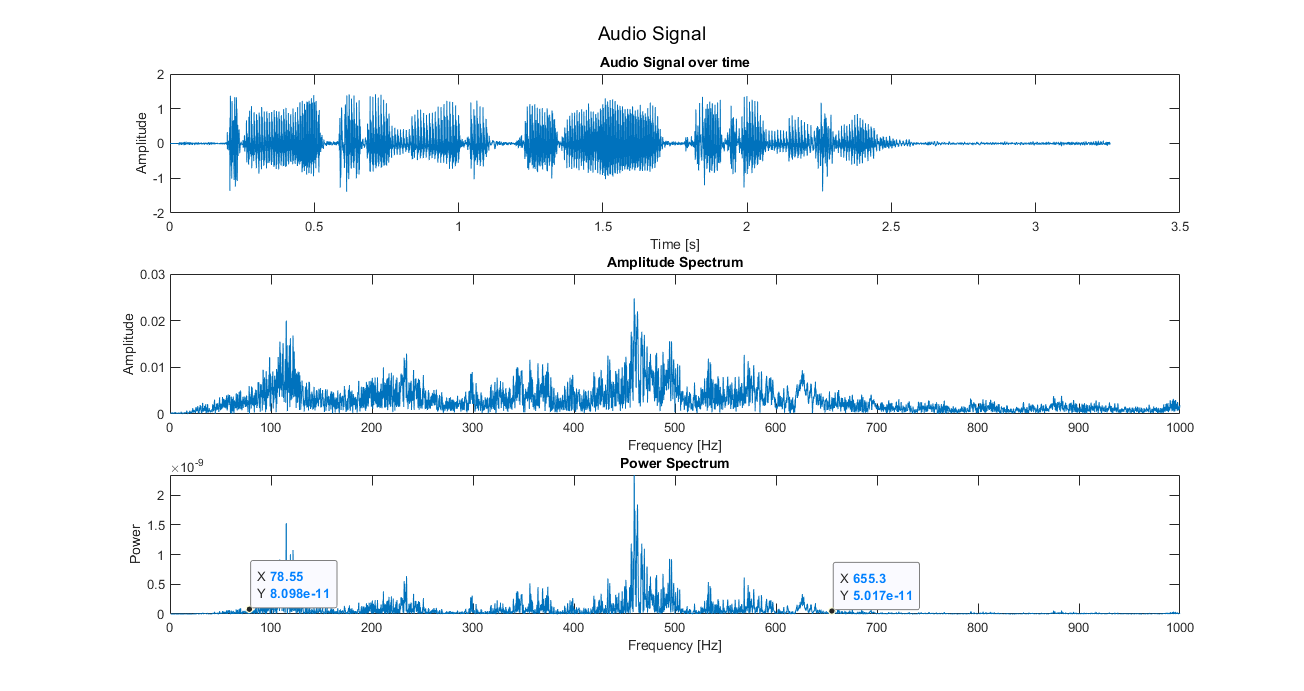 Audio Signal
Audio Signal over time
2
1
0
-1
-2
Amplitude
0 0.5 1 1.5 2 2.5 3 3.5
Time [s]
Amplitude Spectrum
0.03
0.02
0.01
0
Amplitude
0 100 200 300 400 500 600 700 800 900 1000
Frequency [Hz]
Power Spectrum
×10-9
2
1.5
1
0.5
0
Power
X 78.55
Y 8.098e-11
X 655.3
Y 5.017e-11
0 100 200 300 400 500 600 700 800 900 1000
Frequency [Hz]